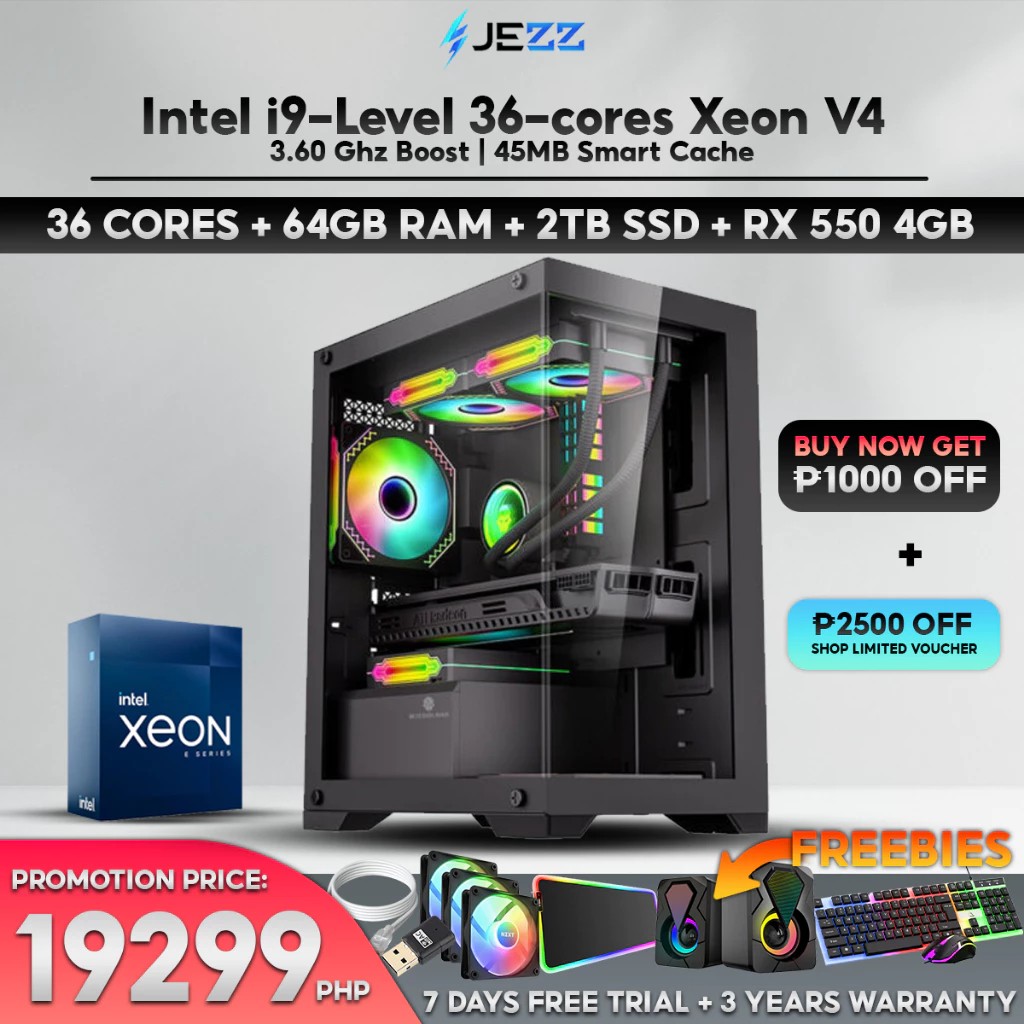 JEZZ
Intel i9-Level 36-cores Xeon V4
3.60 Ghz Boost | 45MB Smart Cache
36 CORES + 64GB RAM + 2TB SSD + RX 550 4GB
BUY NOW GET
₱1000 OFF
+
₱2500 OFF
SHOP LIMITED VOUCHER
intel
xeon
E SERIES
intel
FREEBIES
PROMOTION PRICE:
19299 PHP
NZXT
7 DAYS FREE TRIAL + 3 YEARS WARRANTY